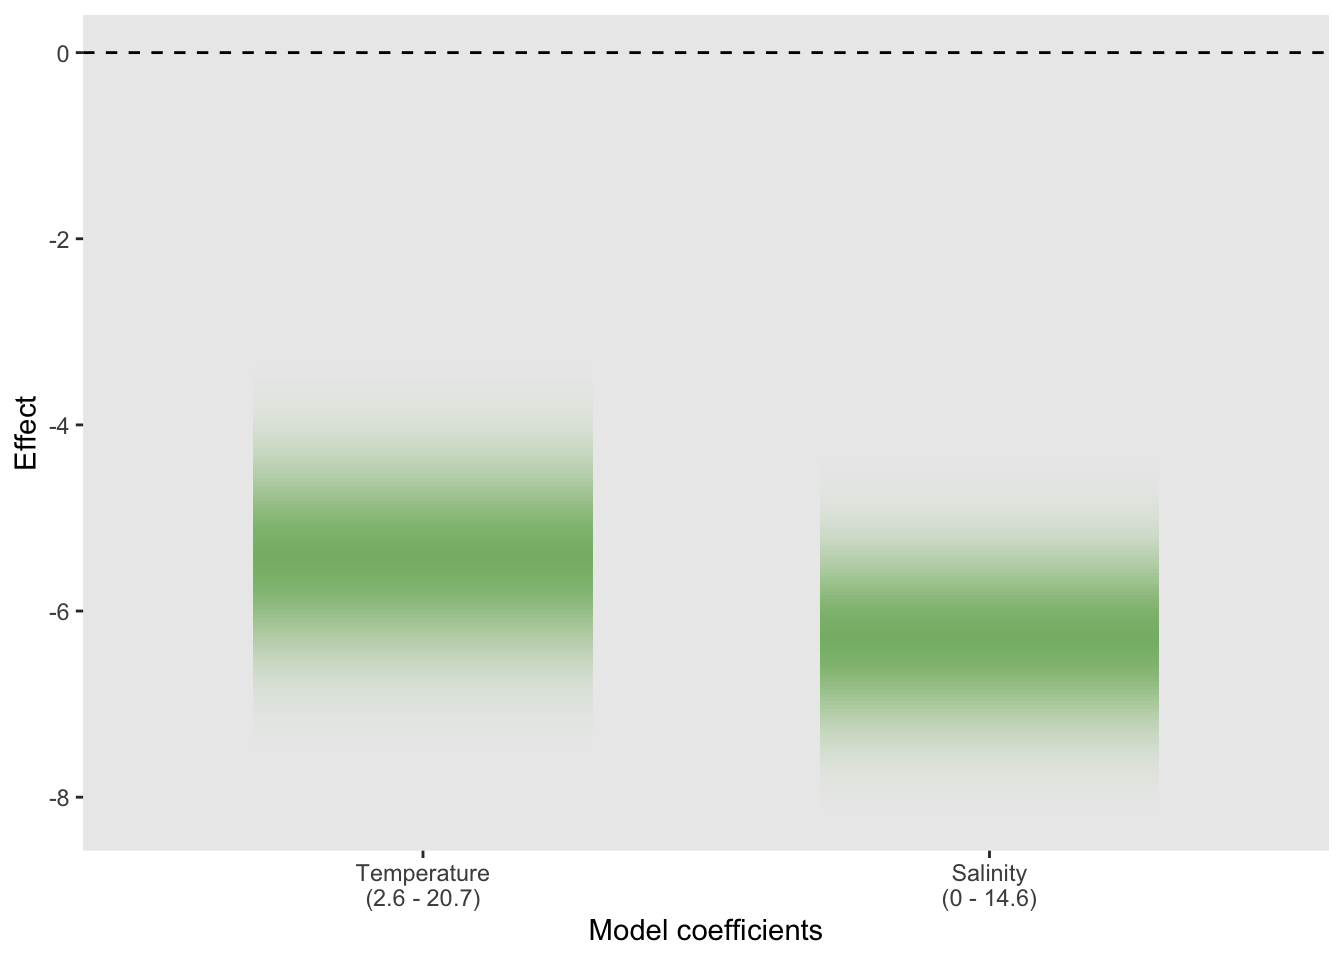 0
-2
-4
-6
-8
Effect
Temperature
(2.6 - 20.7)
Salinity
(0 - 14.6)
Model coefficients